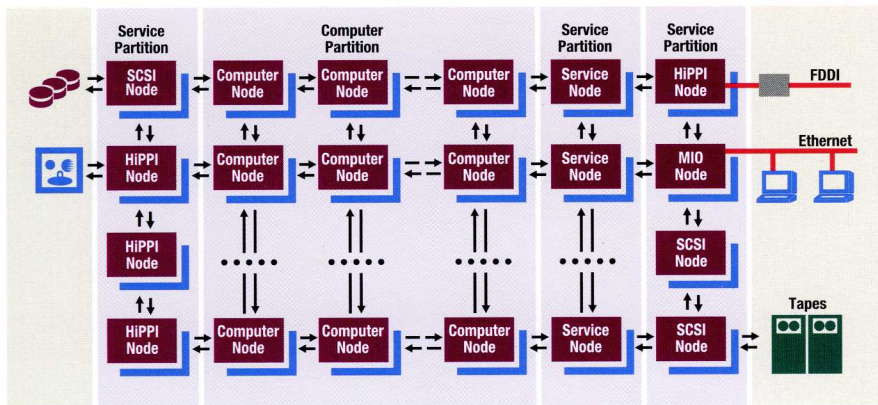 Service
Partition
Computer
Partition
Service
Partition
Service
Partition
SCSI
Node
Computer
Node
Computer
Node
Computer
Node
Service
Node
HiPPI
Node
FDDI
HiPPI
Node
Computer
Node
Computer
Node
Computer
Node
Service
Node
MIO
Node
Ethernet
HiPPI
Node
SCSI
Node
HiPPI
Node
Computer
Node
Computer
Node
Computer
Node
Service
Node
SCSI
Node
Tapes